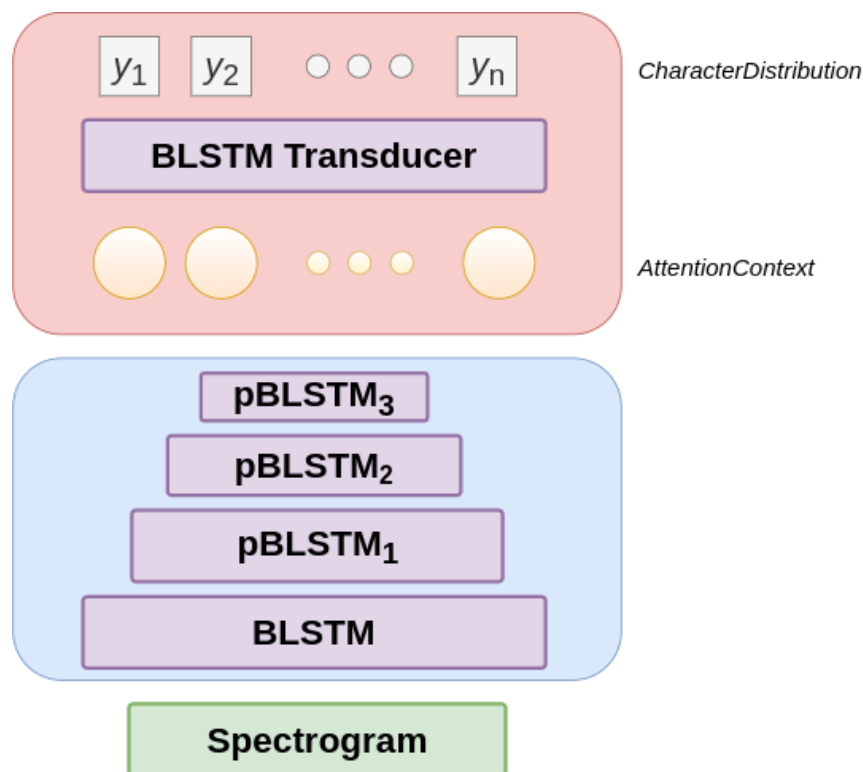 y1 y2 yn CharacterDistribution
BLSTM Transducer
AttentionContext
pBLSTM3
pBLSTM2
pBLSTM1
BLSTM
Spectrogram